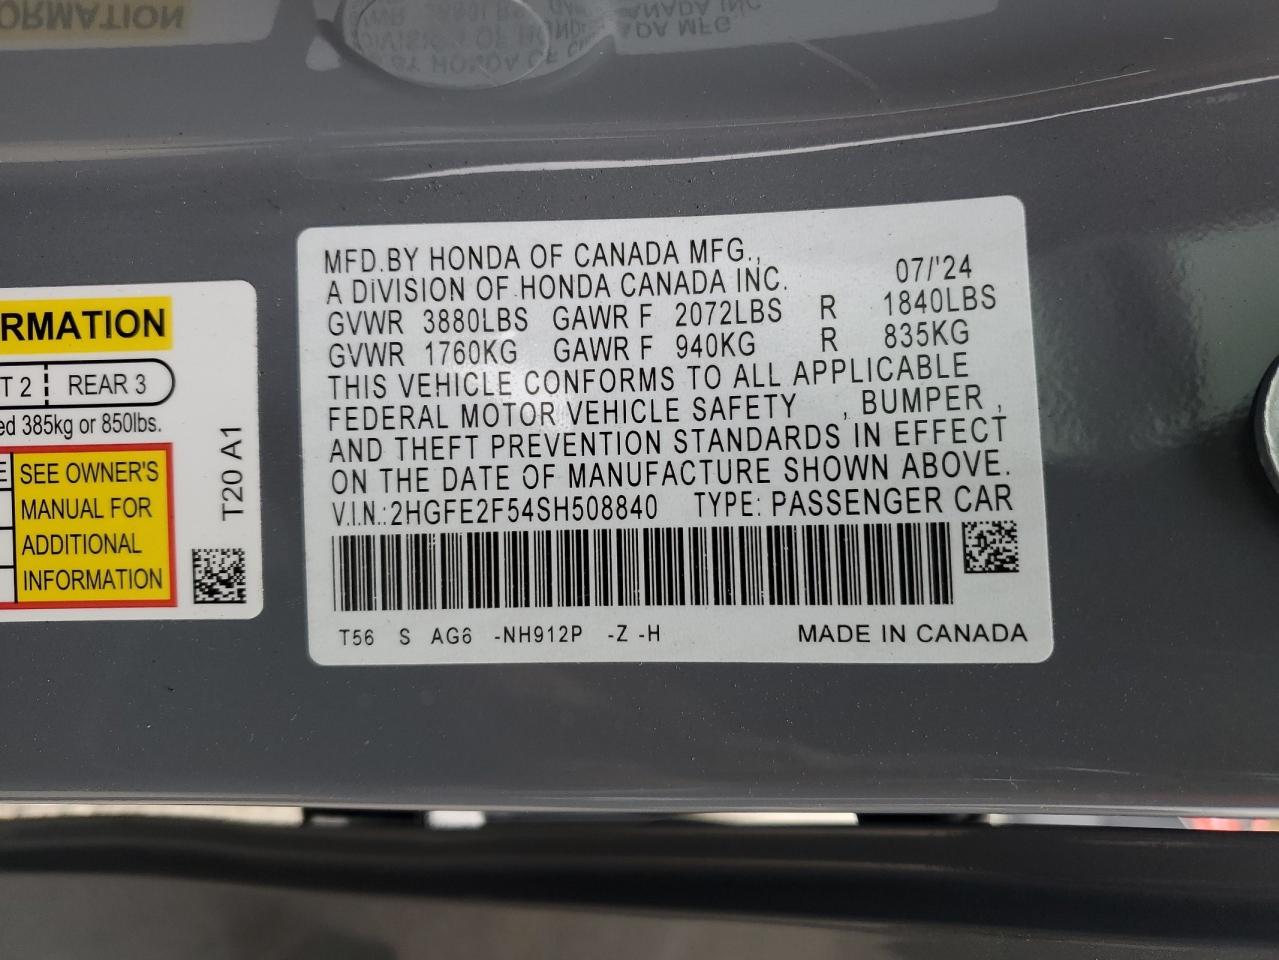 ORMATION
MFD.BY HONDA OF CANADA MFG.,
A DIVISION OF HONDA CANADA INC. 07/'24
GVWR 3880LBS GAWR F 2072LBS R 1840LBS
GVWR 1760KG GAWR F 940KG R 835KG
THIS VEHICLE CONFORMS TO ALL APPLICABLE
FEDERAL MOTOR VEHICLE SAFETY , BUMPER ,
AND THEFT PREVENTION STANDARDS IN EFFECT
ON THE DATE OF MANUFACTURE SHOWN ABOVE.
V.I.N.:2HGFE2F54SH508840 TYPE: PASSENGER CAR
T56 S AG6 -NH912P -Z -H MADE IN CANADA
RMATION
T 2 REAR 3
ed 385kg or 850lbs.
E SEE OWNER'S
MANUAL FOR
ADDITIONAL
INFORMATION
T20 A1